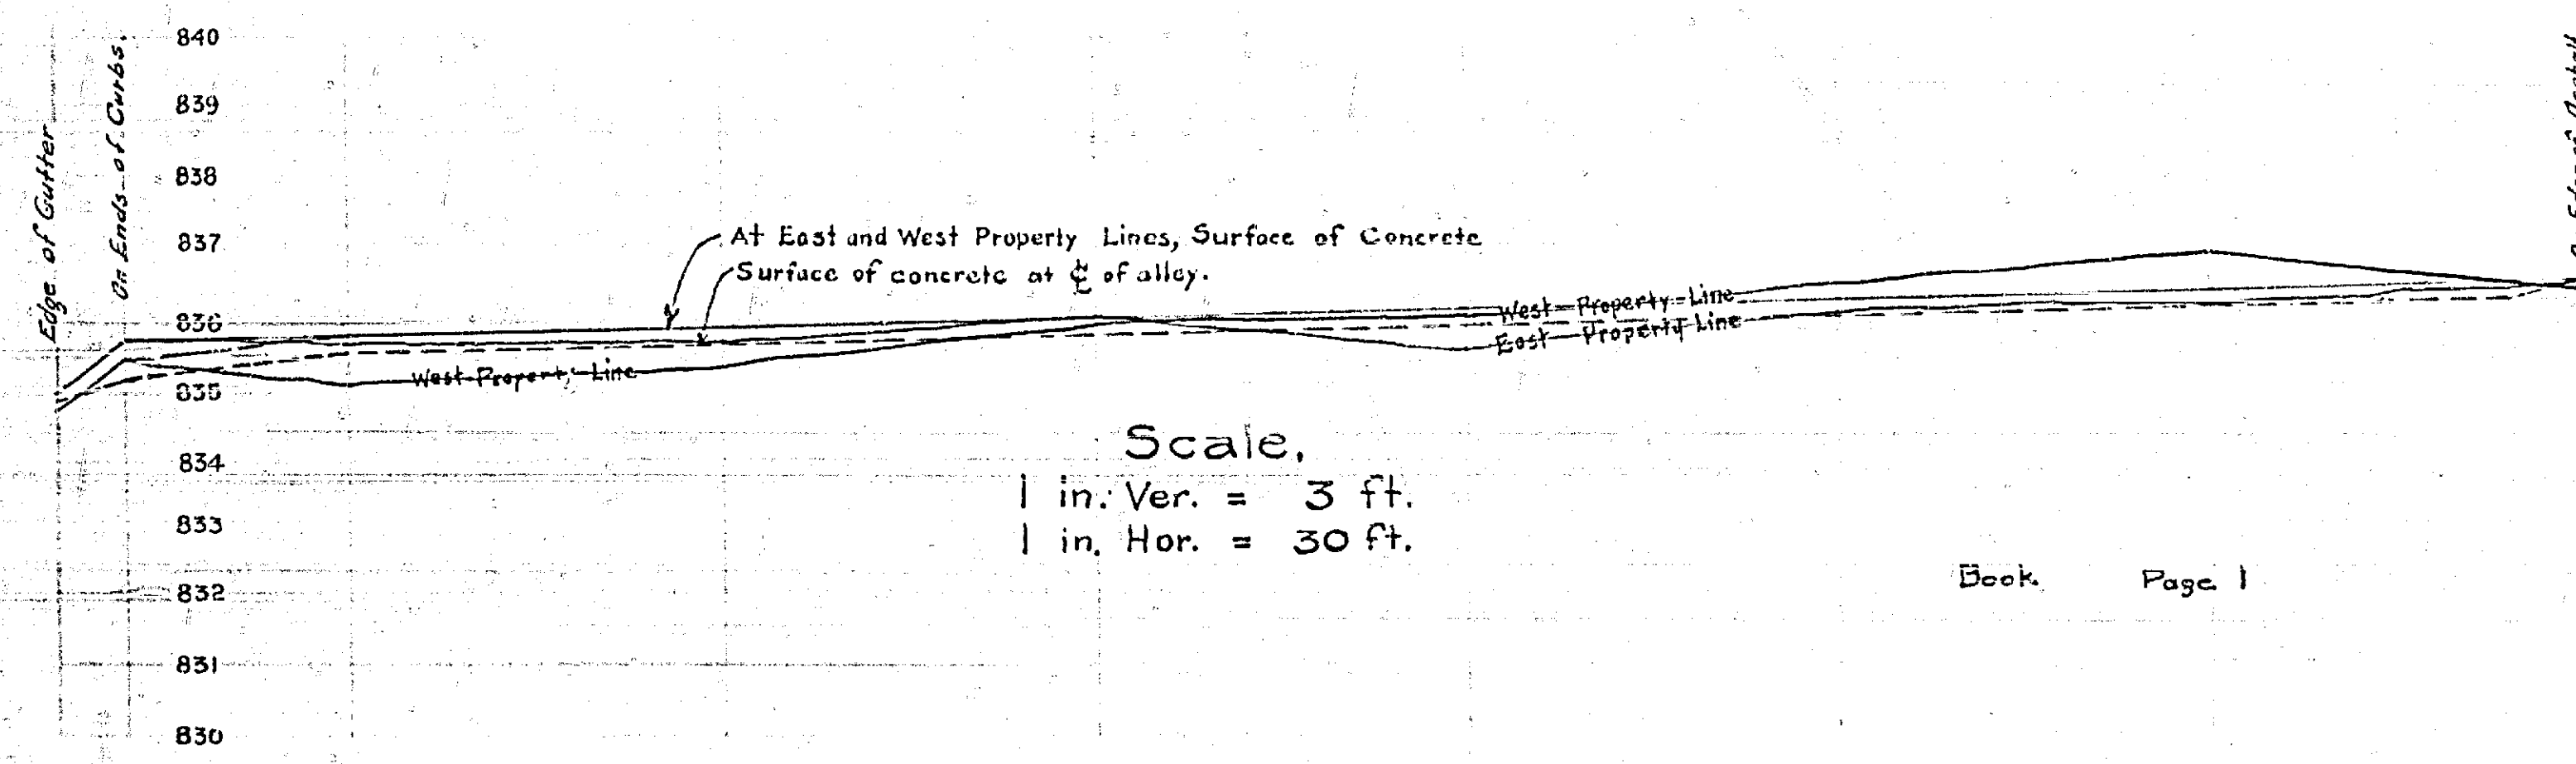 Edge of Gutter
On Ends of Curbs.
840
839
838
837
836
835
834
833
832
831
830
At East and West Property Lines, Surface of Concrete
Surface of concrete at ℄ of alley.
West Property Line
West Property Line
East Property Line
Scale,
1 in. Ver. = 3 ft.
1 in. Hor. = 30 ft.
Book Page 1
Edge of